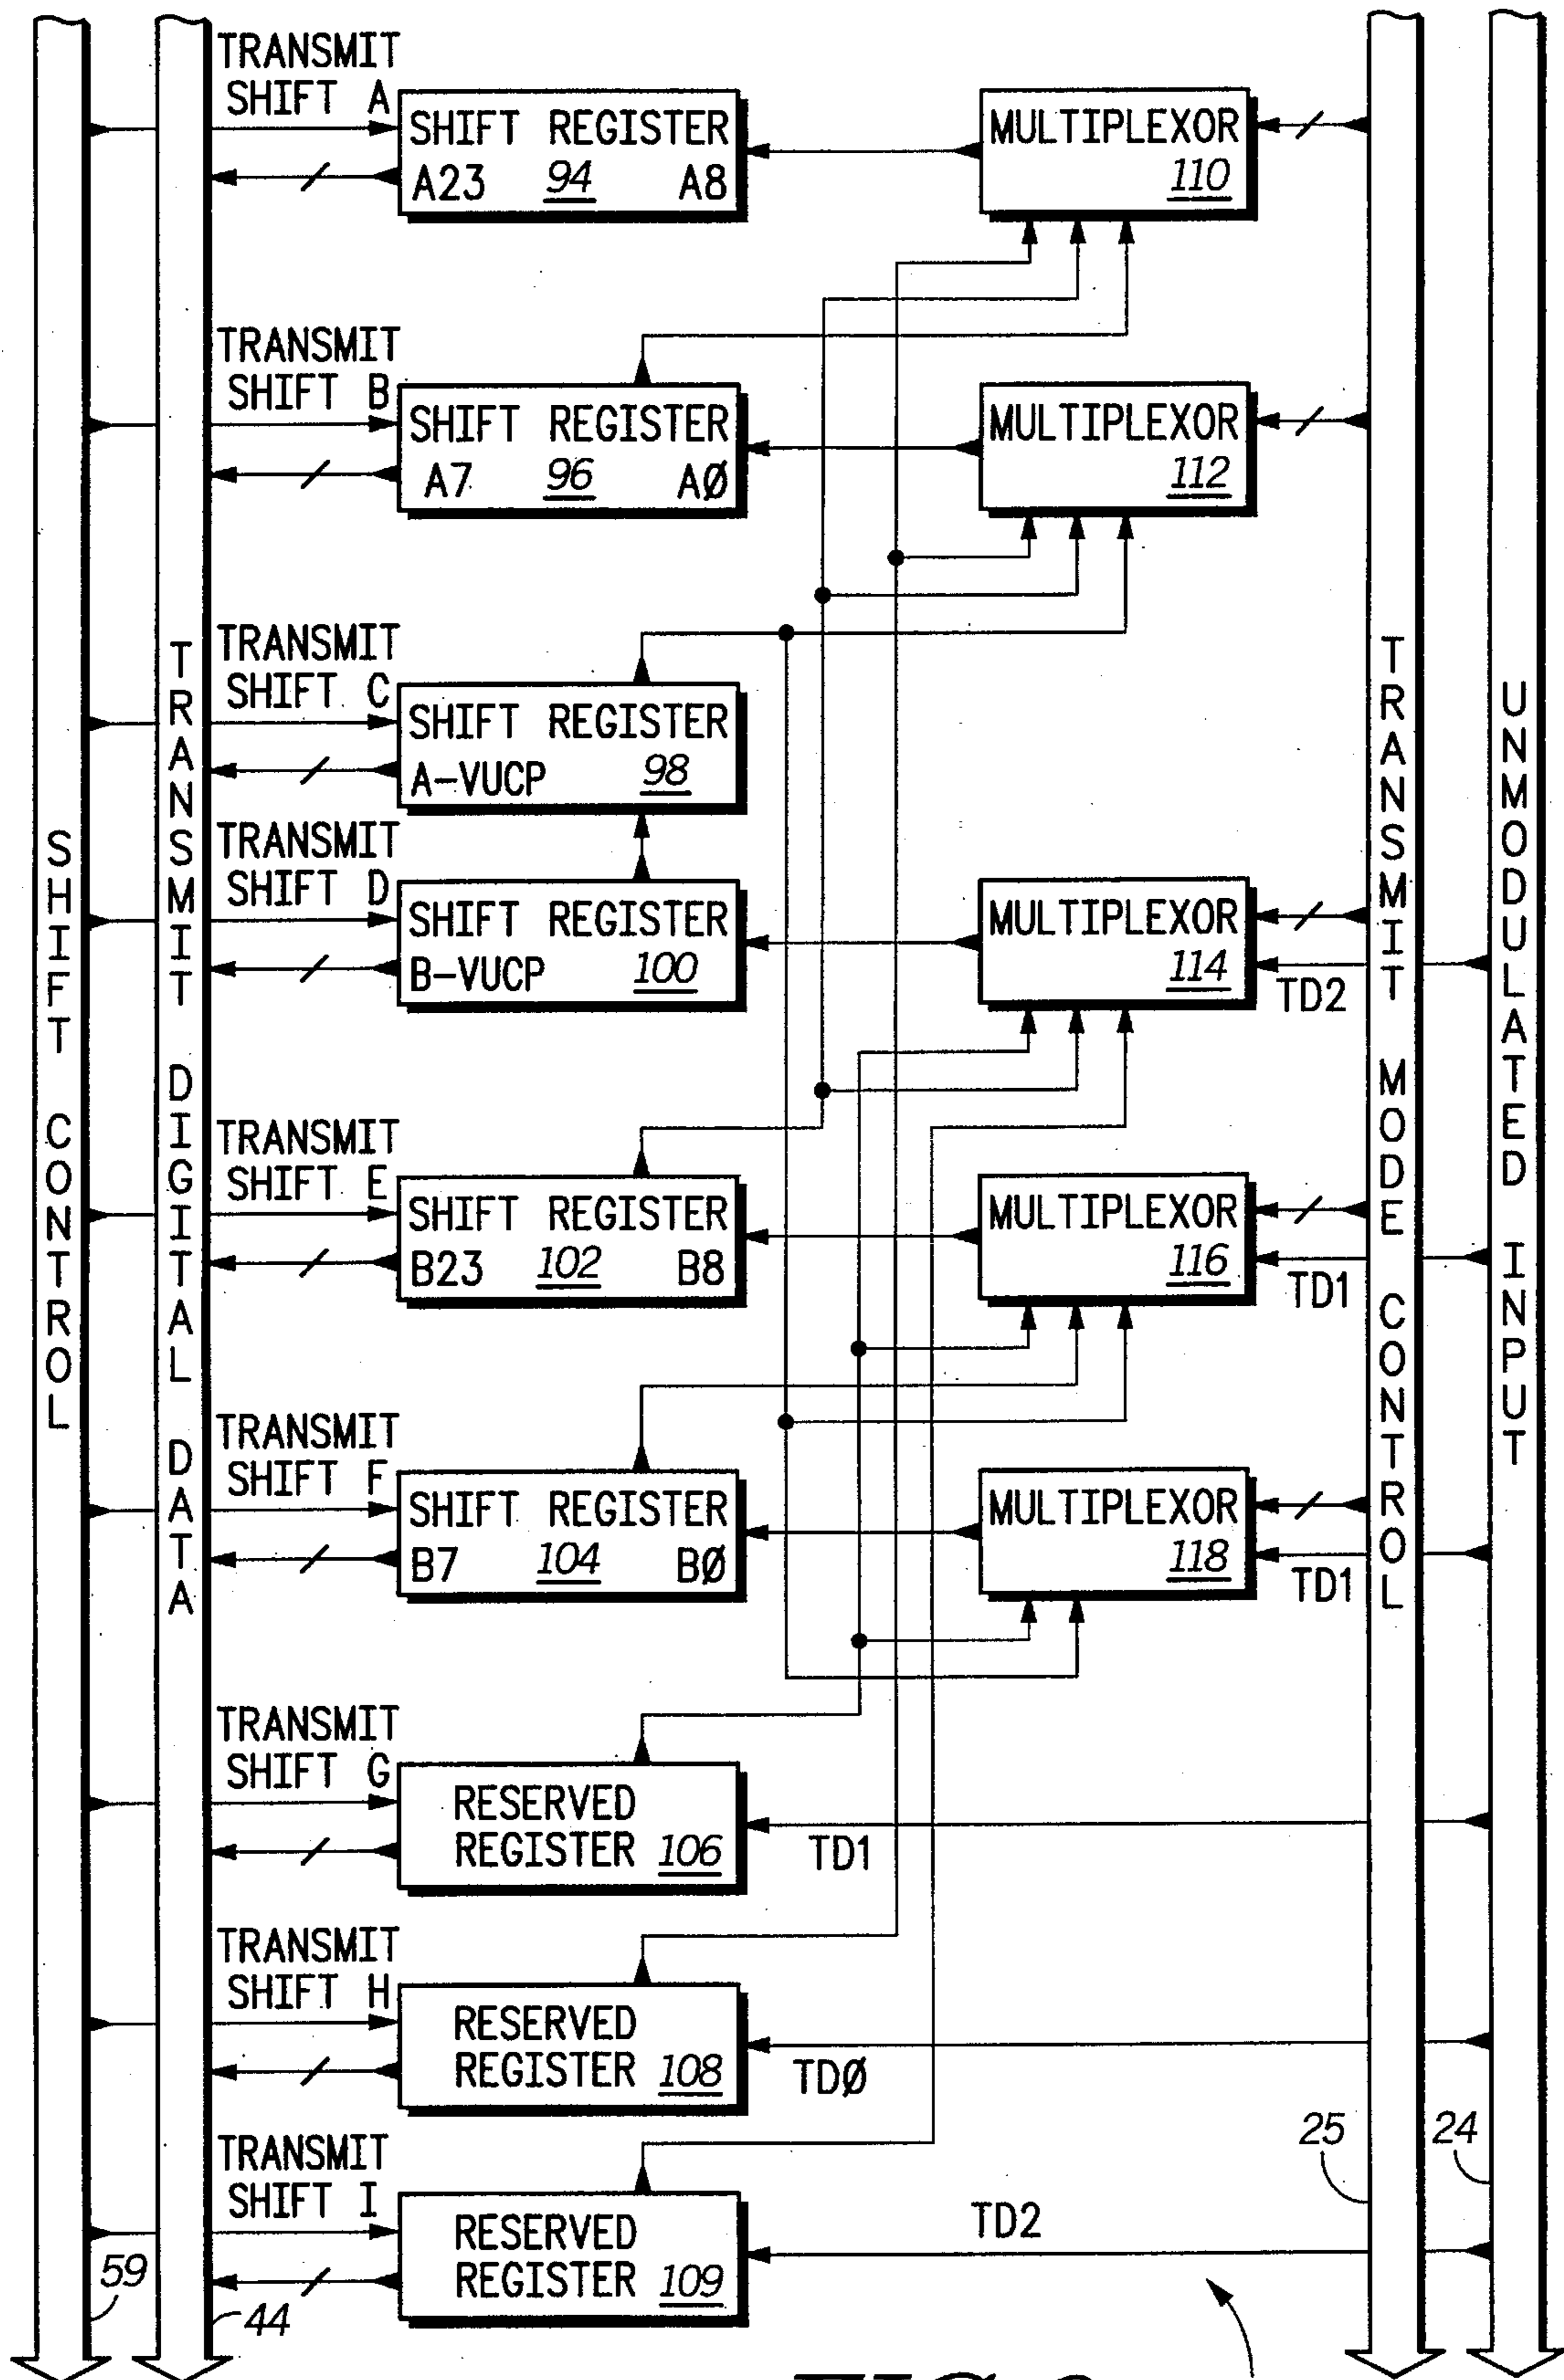 TRANSMIT
SHIFT A
SHIFT REGISTER
A23 94 A8
MULTIPLEXOR
110
TRANSMIT
SHIFT B
SHIFT REGISTER
A7 96 AØ
MULTIPLEXOR
112
TRANSMIT
SHIFT C
SHIFT REGISTER
A-VUCP 98
TRANSMIT
SHIFT D
SHIFT REGISTER
B-VUCP 100
MULTIPLEXOR
114
TD2
TRANSMIT
SHIFT E
SHIFT REGISTER
B23 102 B8
MULTIPLEXOR
116
TD1
TRANSMIT
SHIFT F
SHIFT REGISTER
B7 104 BØ
MULTIPLEXOR
118
TD1
TRANSMIT
SHIFT G
RESERVED
REGISTER 106
TD1
TRANSMIT
SHIFT H
RESERVED
REGISTER 108
TDØ
TRANSMIT
SHIFT I
RESERVED
REGISTER 109
TD2
SHIFT CONTROL
TRANSMIT DIGITAL DATA
TRANSMIT MODE CONTROL
UNMODULATED INPUT
59
44
25
24